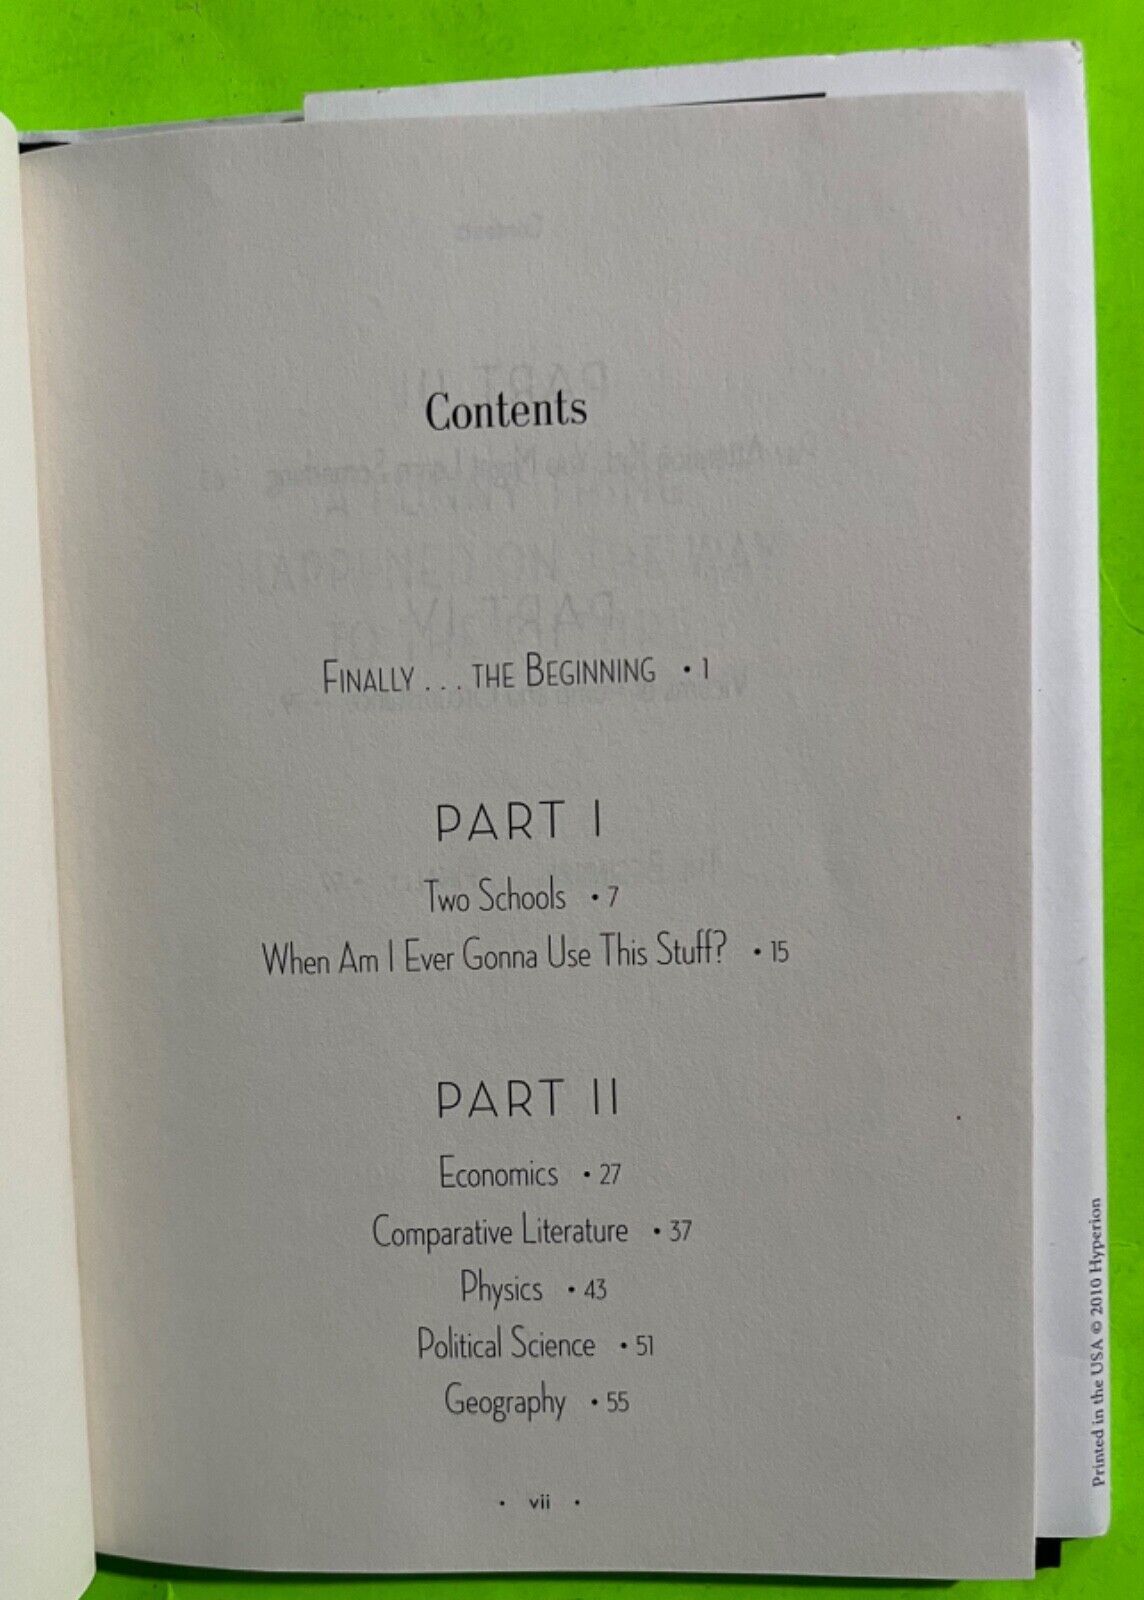 Contents
FINALLY . . . THE BEGINNING • 1
PART I
Two Schools • 7
When Am I Ever Gonna Use This Stuff? • 15
PART II
Economics • 27
Comparative Literature • 37
Physics • 43
Political Science • 51
Geography • 55
• vii •
Printed in the USA © 2010 Hyperion